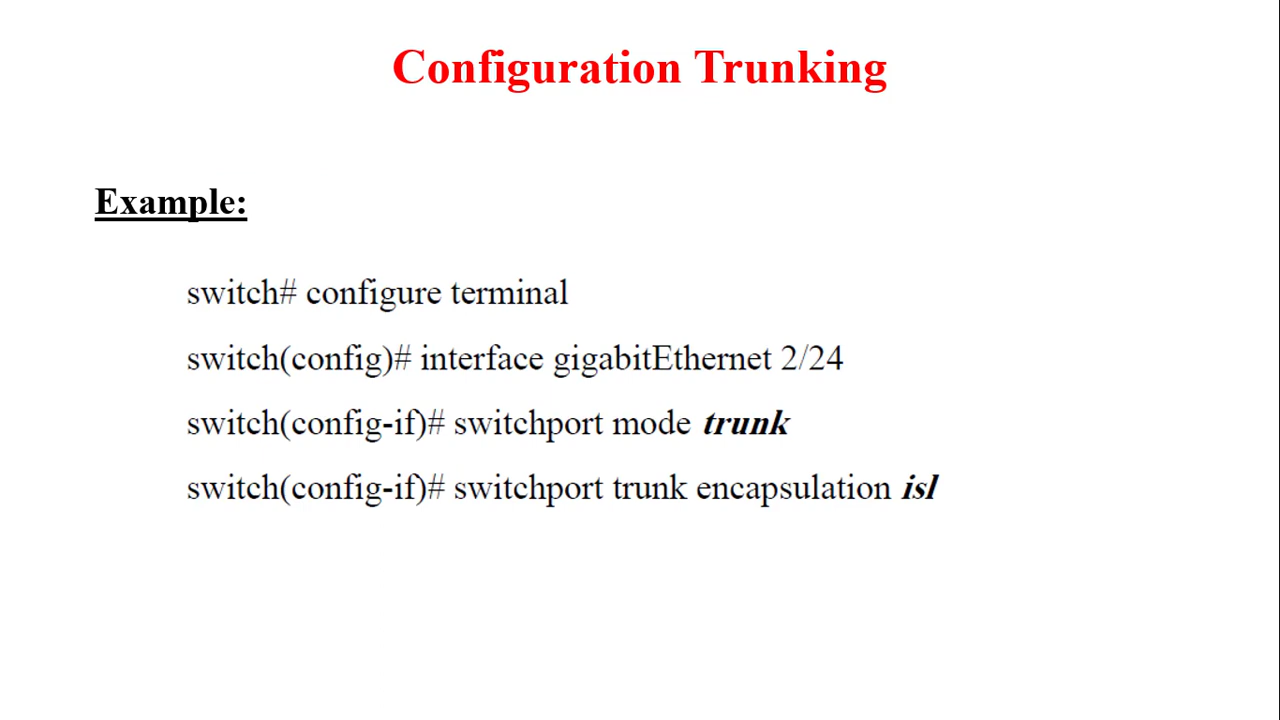 Configuration Trunking
Example:
switch# configure terminal
switch(config)# interface gigabitEthernet 2/24
switch(config-if)# switchport mode trunk
switch(config-if)# switchport trunk encapsulation isl